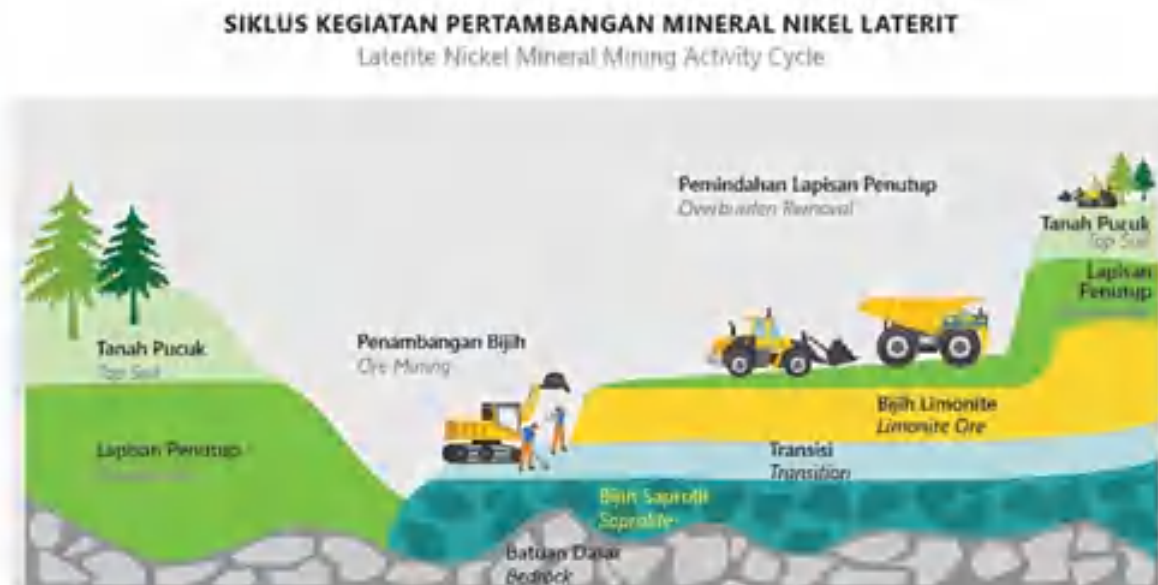 SIKLUS KEGIATAN PERTAMBANGAN MINERAL NIKEL LATERIT
Laterite Nickel Mineral Mining Activity Cycle
Pemindahan Lapisan Penutup
Overburden Removal
Tanah Pucuk
Top Soil
Lapisan
Penutup
Penambangan Bijih
Ore Mining
Tanah Pucuk
Top Soil
Bijih Limonite
Limonite Ore
Lapisan Penutup
Transisi
Transition
Bijih Saprolit
Saprolite
Batuan Dasar
Bedrock